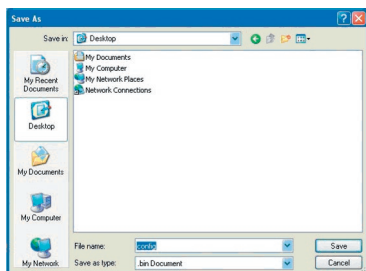 Save As
Save in:
Desktop
My Documents
My Computer
My Network Places
Network Connections
My Recent
Documents
Desktop
My Documents
My Computer
My Network
File name:
config
Save
Save as type:
.bin Document
Cancel